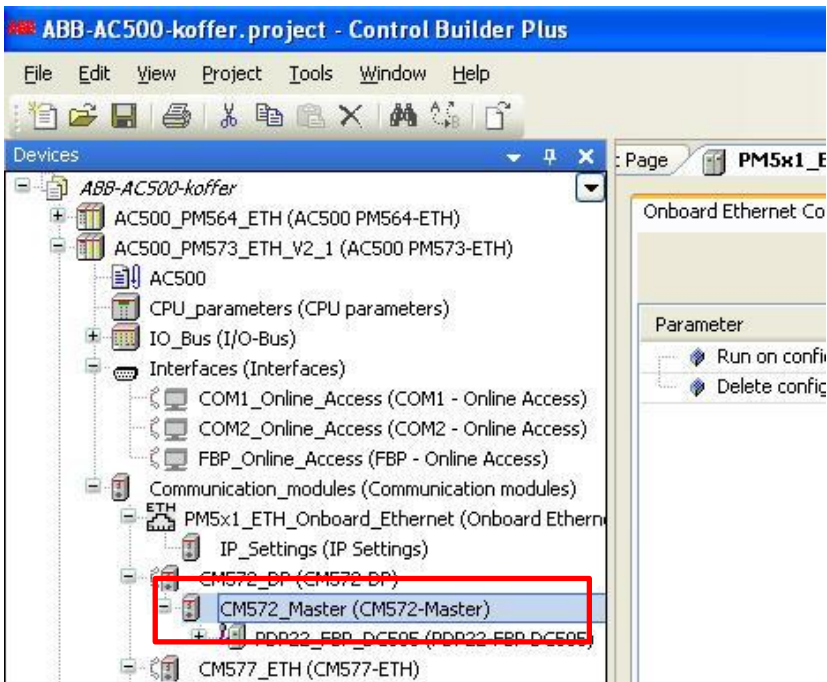 ABB ABB-AC500-koffer.project - Control Builder Plus
File Edit View Project Tools Window Help
Devices
: Page PM5x1_E
ABB-AC500-koffer
Onboard Ethernet Co
AC500_PM564_ETH (AC500 PM564-ETH)
AC500_PM573_ETH_V2_1 (AC500 PM573-ETH)
AC500
CPU_parameters (CPU parameters)
Parameter
IO_Bus (I/O-Bus)
Run on confi
Interfaces (Interfaces)
Delete config
COM1_Online_Access (COM1 - Online Access)
COM2_Online_Access (COM2 - Online Access)
FBP_Online_Access (FBP - Online Access)
Communication_modules (Communication modules)
ETH PM5x1_ETH_Onboard_Ethernet (Onboard Ethern
IP_Settings (IP Settings)
CM572_DP (CM572-DP)
CM572_Master (CM572-Master)
PDP22_FBP_DC505 (PDP22-FBP DC505)
CM577_ETH (CM577-ETH)